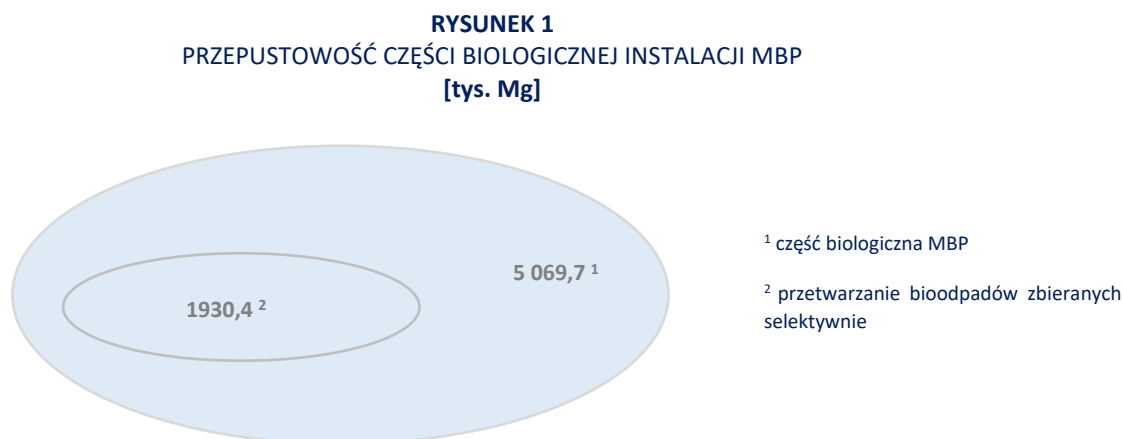 RYSUNEK 1
PRZEPUSTOWOŚĆ CZĘŚCI BIOLOGICZNEJ INSTALACJI MBP
[tys. Mg]
5 069,7 ¹
1930,4 ²
¹ część biologiczna MBP
² przetwarzanie bioodpadów zbieranych
selektywnie